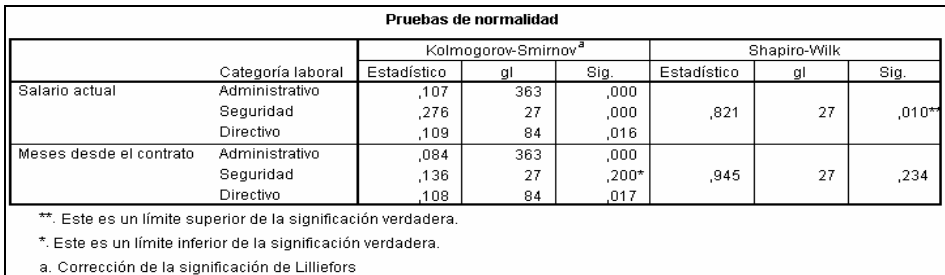 Pruebas de normalidad
Kolmogorov-Smirnov a Shapiro-Wilk
Categoría laboral Estadístico gl Sig. Estadístico gl Sig.
Salario actual Administrativo ,107 363 ,000
Seguridad ,276 27 ,000 ,821 27 ,010**
Directivo ,109 84 ,016
Meses desde el contrato Administrativo ,084 363 ,000
Seguridad ,136 27 ,200* ,945 27 ,234
Directivo ,108 84 ,017
**. Este es un límite superior de la significación verdadera.
*. Este es un límite inferior de la significación verdadera.
a. Corrección de la significación de Lilliefors